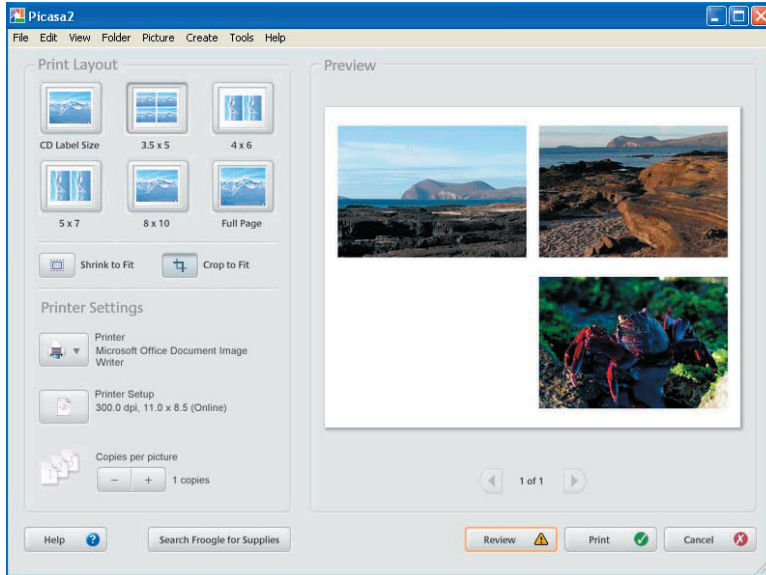 Picasa2
File Edit View Folder Picture Create Tools Help
Print Layout
CD Label Size 3.5 x 5 4 x 6
5 x 7 8 x 10 Full Page
Shrink to Fit Crop to Fit
Printer Settings
Printer
Microsoft Office Document Image
Writer
Printer Setup
300.0 dpi, 11.0 x 8.5 (Online)
Copies per picture
1 copies
Preview
1 of 1
Help Search Froogle for Supplies Review Print Cancel